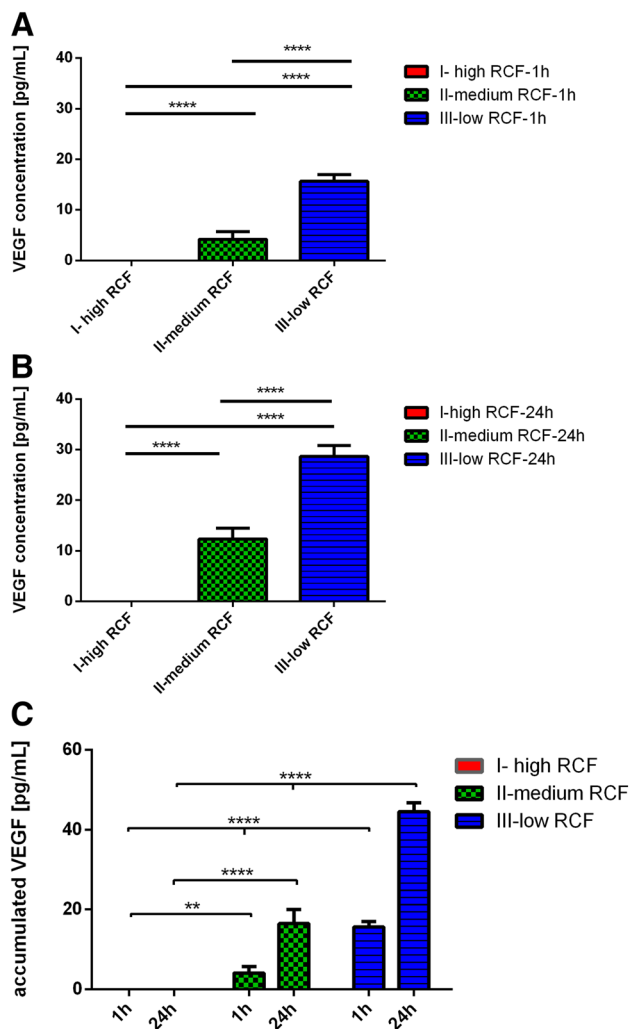 A
VEGF concentration [pg/mL]
40
30
20
10
0
****
****
****
I- high RCF
II-medium RCF
III-low RCF
I- high RCF-1h
II-medium RCF-1h
III-low RCF-1h
B
VEGF concentration [pg/mL]
40
30
20
10
0
****
****
****
I-high RCF
II-medium RCF
III-low RCF
I-high RCF-24h
II-medium RCF-24h
III-low RCF-24h
C
accumulated VEGF [pg/mL]
60
40
20
0
****
****
****
**
1h
24h
1h
24h
1h
24h
I- high RCF
II-medium RCF
III-low RCF